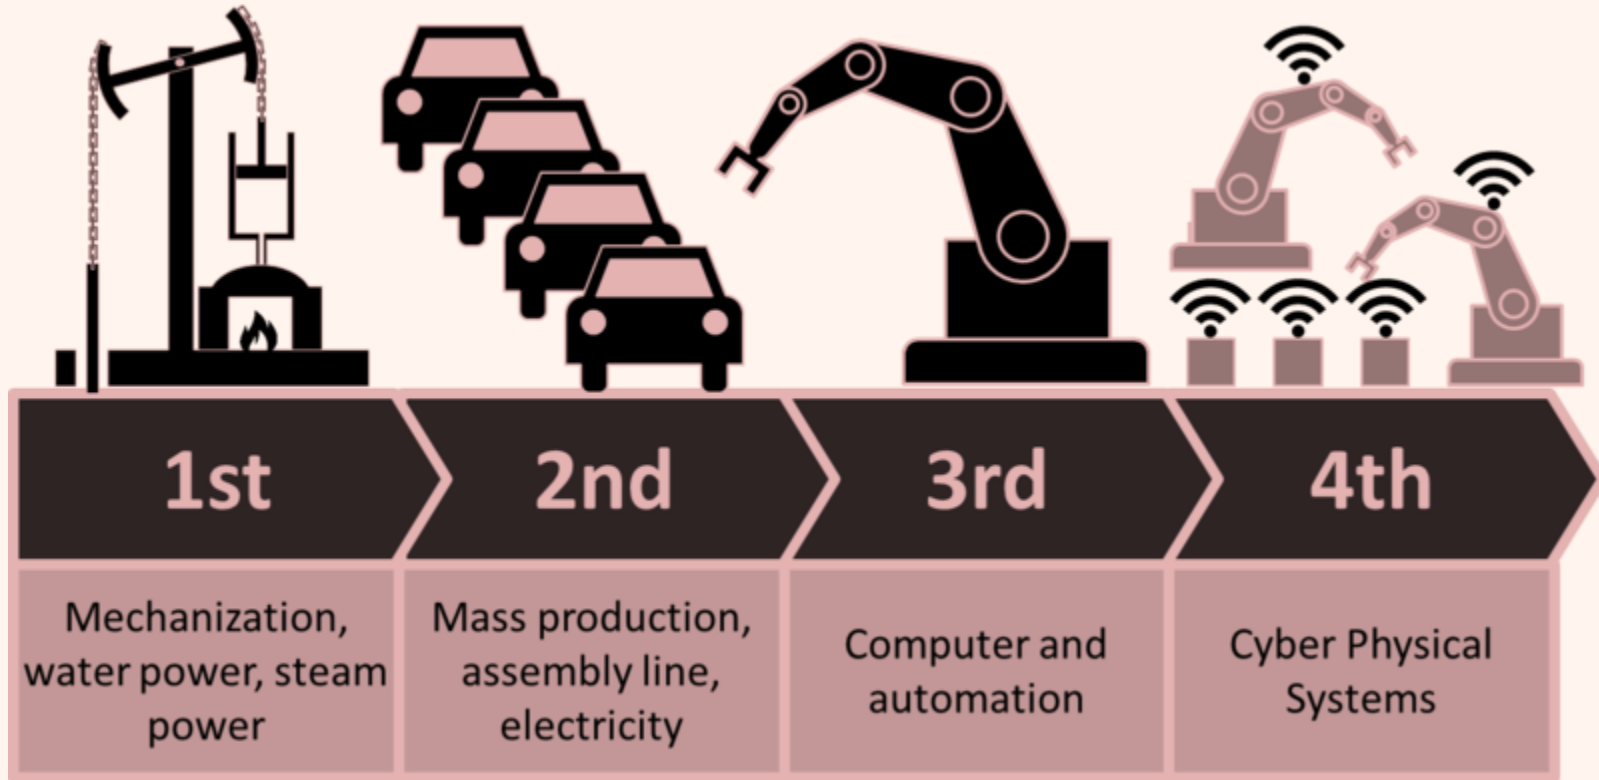 1st
2nd
3rd
4th
Mechanization,
water power, steam
power
Mass production,
assembly line,
electricity
Computer and
automation
Cyber Physical
Systems